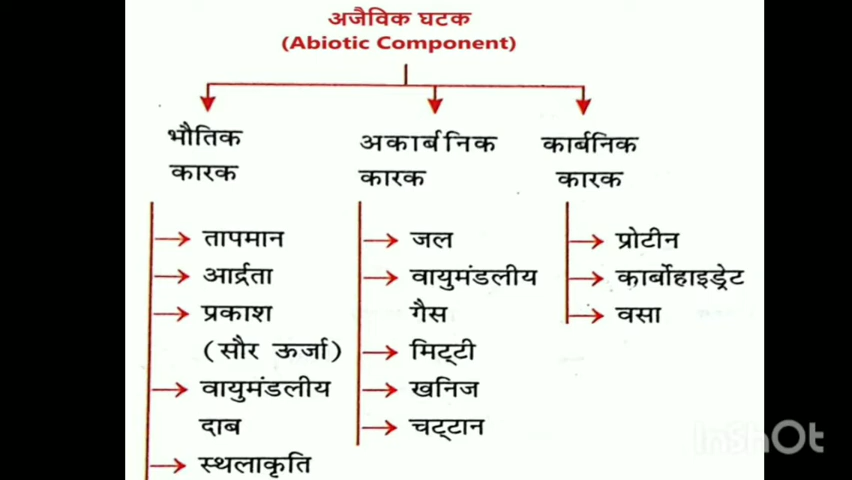 अजैविक घटक
(Abiotic Component)
भौतिक
कारक
तापमान
आर्द्रता
प्रकाश
(सौर ऊर्जा)
वायुमंडलीय
दाब
स्थलाकृति
अकार्बनिक
कारक
जल
वायुमंडलीय
गैस
मिट्टी
खनिज
चट्टान
कार्बनिक
कारक
प्रोटीन
कार्बोहाइड्रेट
वसा
InShOt